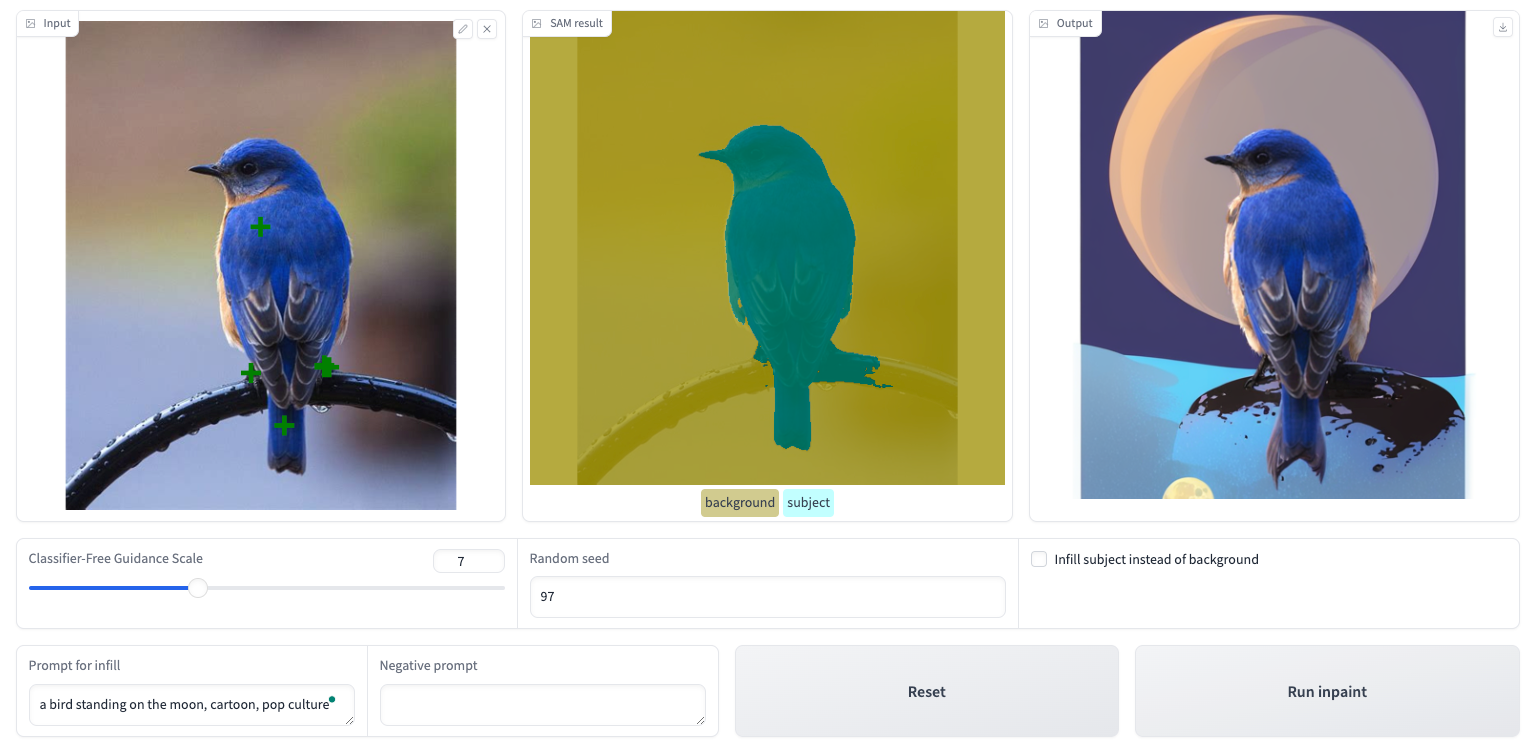 Input
SAM result
Output
background subject
Classifier-Free Guidance Scale
7
Random seed
97
Infill subject instead of background
Prompt for infill
a bird standing on the moon, cartoon, pop culture
Negative prompt
Reset
Run inpaint